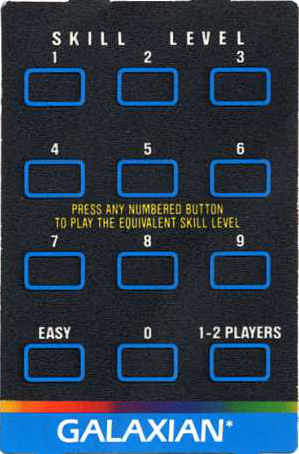 SKILL LEVEL
1 2 3
4 5 6
PRESS ANY NUMBERED BUTTON
TO PLAY THE EQUIVALENT SKILL LEVEL
7 8 9
EASY 0 1-2 PLAYERS
GALAXIAN*